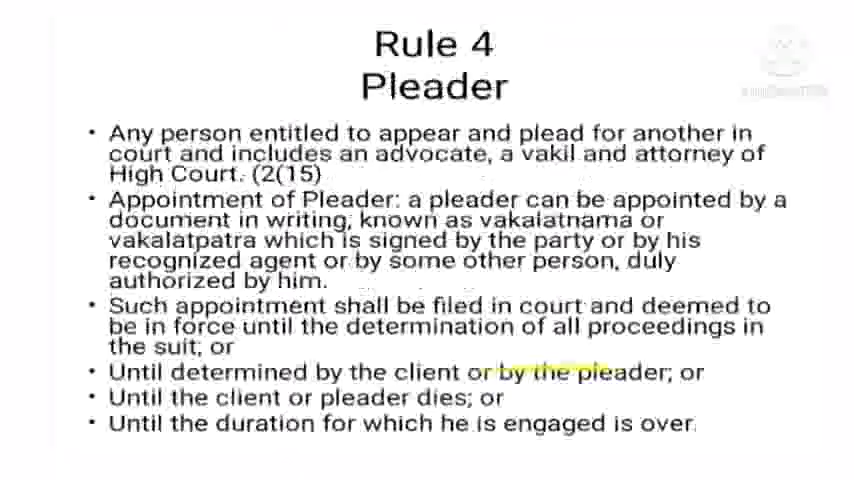 Rule 4
Pleader
• Any person entitled to appear and plead for another in
court and includes an advocate, a vakil and attorney of
High Court. (2(15)
• Appointment of Pleader: a pleader can be appointed by a
document in writing, known as vakalatnama or
vakalatpatra which is signed by the party or by his
recognized agent or by some other person, duly
authorized by him.
• Such appointment shall be filed in court and deemed to
be in force until the determination of all proceedings in
the suit; or
• Until determined by the client or by the pleader; or
• Until the client or pleader dies; or
• Until the duration for which he is engaged is over.